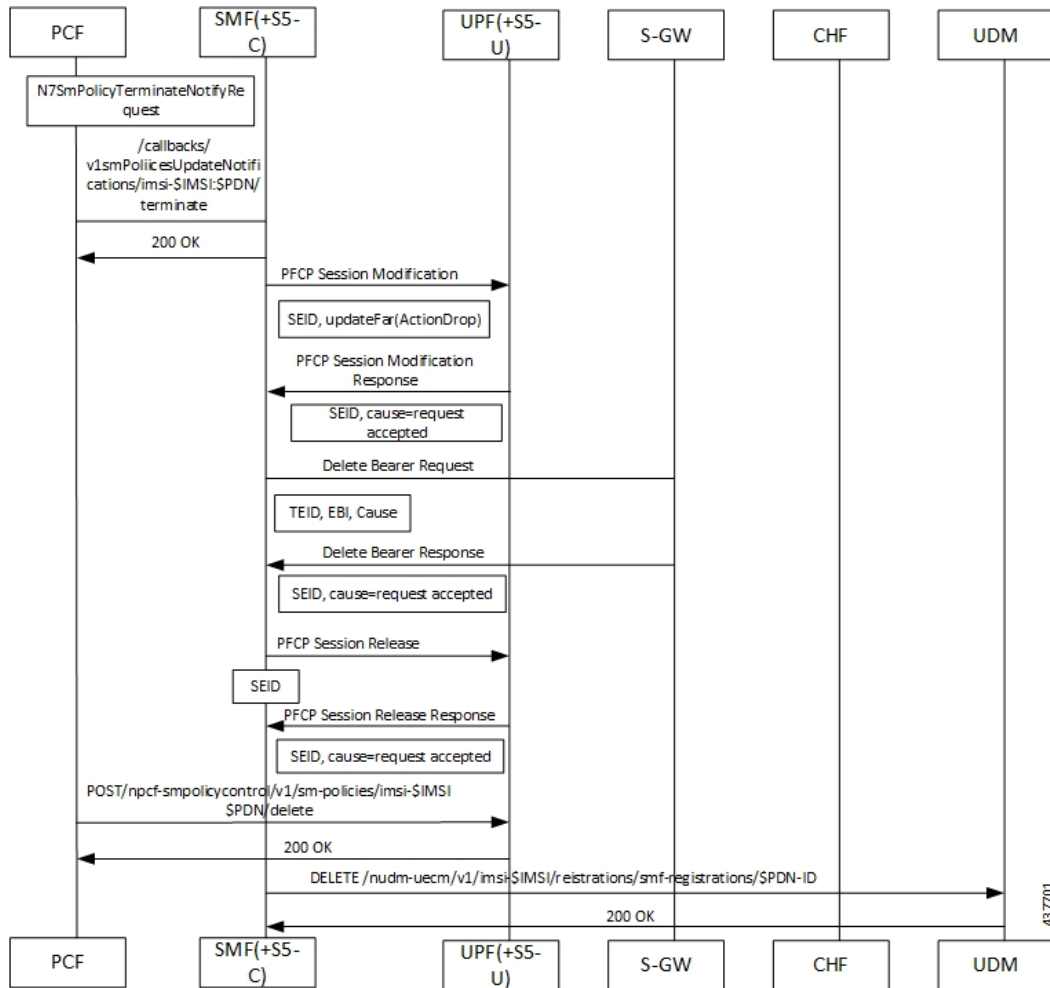 PCF
SMF(+S5-
C)
UPF(+S5-
U)
S-GW
CHF
UDM
N7SmPolicyTerminateNotifyRe
quest
/callbacks/
v1smPoliicesUpdateNotifi
cations/imsi-$IMSI:$PDN/
terminate
200 OK
PFCP Session Modification
SEID, updateFar(ActionDrop)
PFCP Session Modification
Response
SEID, cause=request
accepted
Delete Bearer Request
TEID, EBI, Cause
Delete Bearer Response
SEID, cause=request accepted
PFCP Session Release
SEID
PFCP Session Release Response
SEID, cause=request accepted
POST/npcf-smpolicycontrol/v1/sm-policies/imsi-$IMSI
$PDN/delete
200 OK
DELETE /nudm-uecm/v1/imsi-$IMSI/reistrations/smf-registrations/$PDN-ID
200 OK
437701
PCF
SMF(+S5-
C)
UPF(+S5-
U)
S-GW
CHF
UDM